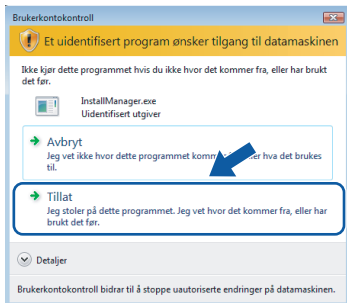 Brukerkontokontroll
Et uidentifisert program ønsker tilgang til datamaskinen
Ikke kjør dette programmet hvis du ikke hvor det kommer fra, eller har brukt
det før.
InstallManager.exe
Uidentifisert utgiver
Avbryt
Jeg vet ikke hvor dette programmet komm hva det brukes
til.
Tillat
Jeg stoler på dette programmet. Jeg vet hvor det kommer fra, eller har
brukt det før.
Detaljer
Brukerkontokontroll bidrar til å stoppe uautoriserte endringer på datamaskinen.